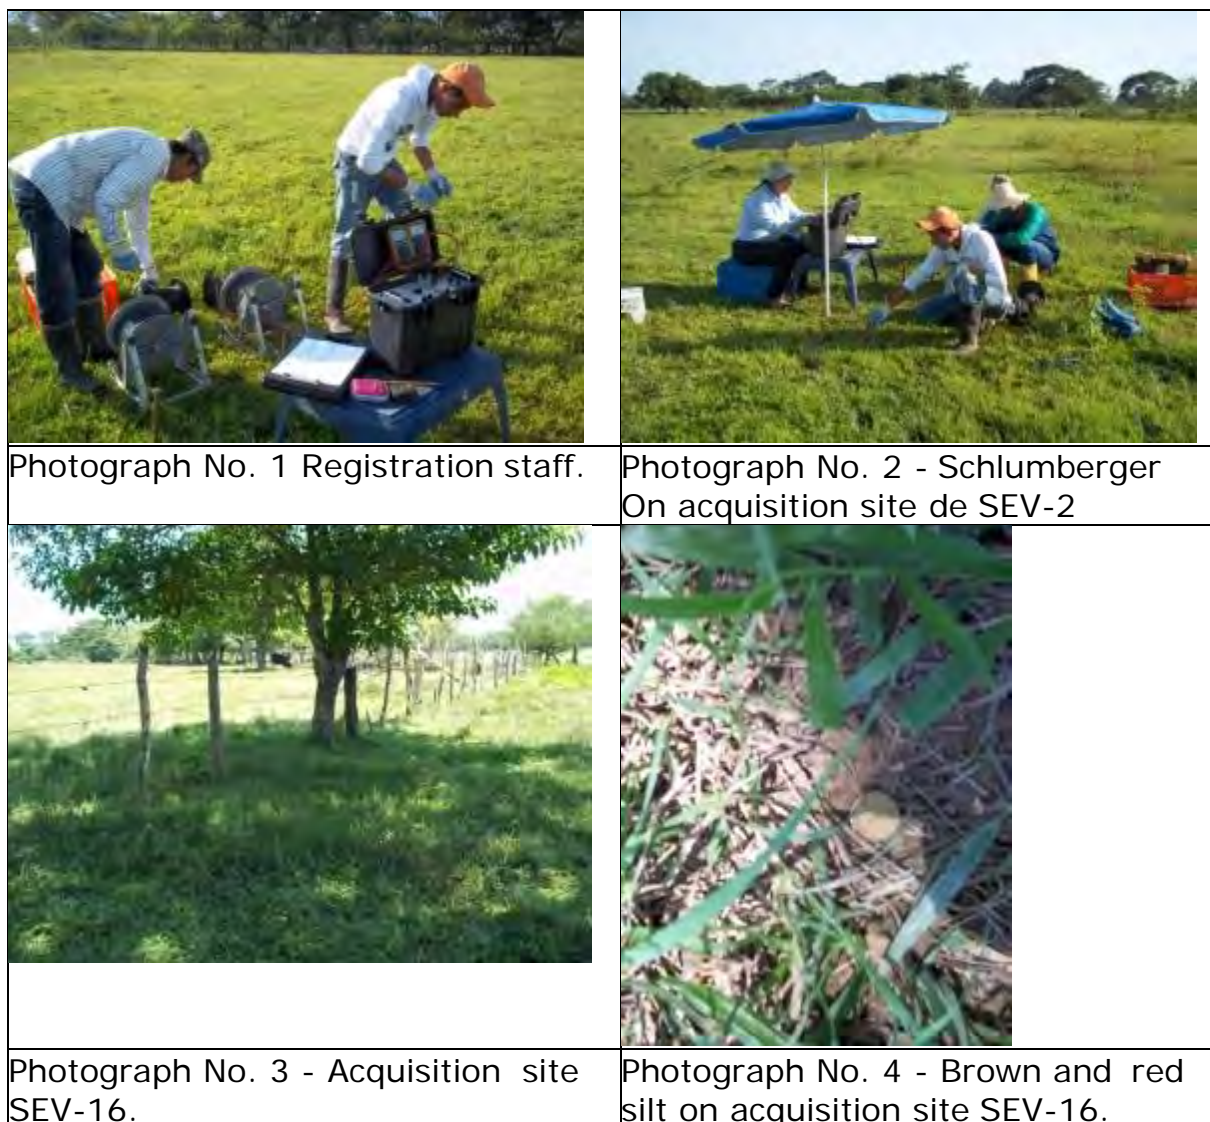 Photograph No. 1 Registration staff.
Photograph No. 2 - Schlumberger
On acquisition site de SEV-2
Photograph No. 3 - Acquisition site
SEV-16.
Photograph No. 4 - Brown and red
silt on acquisition site SEV-16.